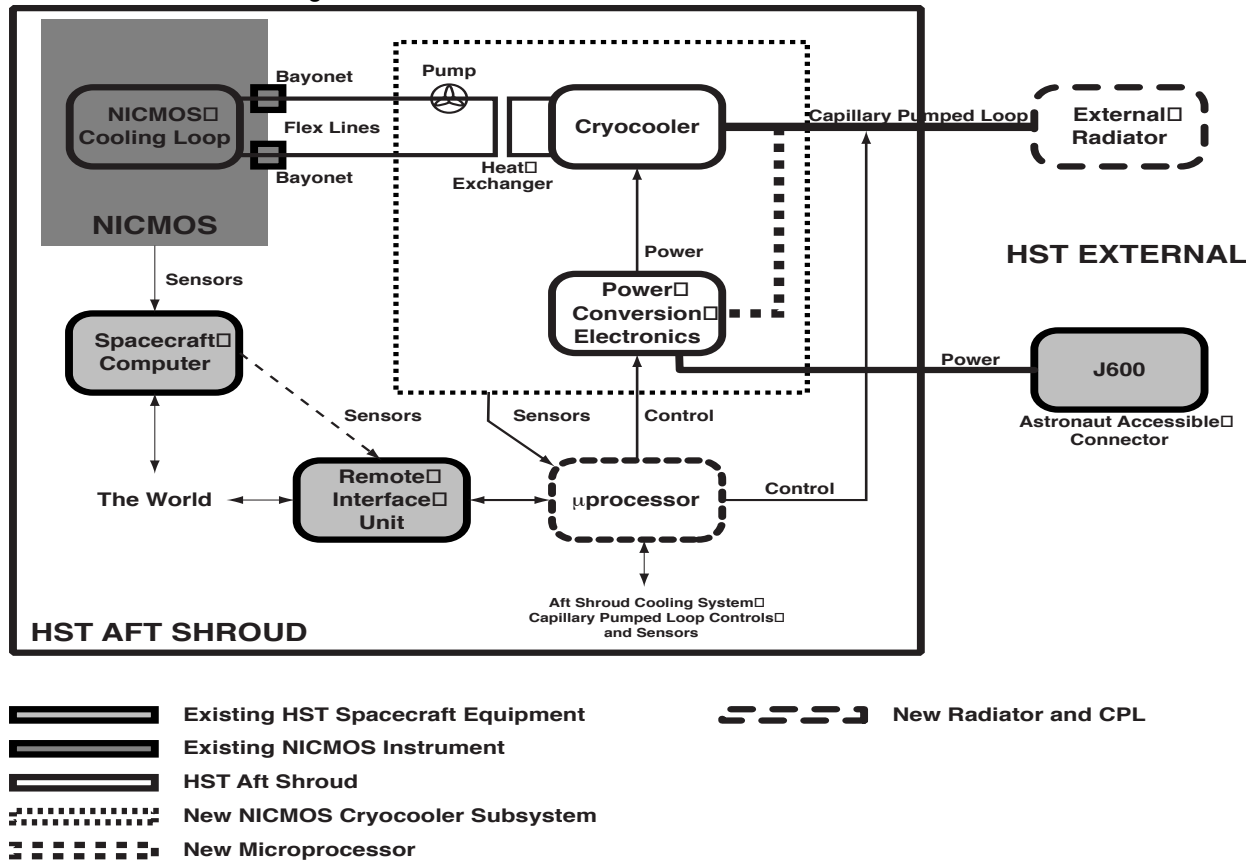 Bayonet
Pump
NICMOS□
Cooling Loop
Flex Lines
Cryocooler
Capillary Pumped Loop
External□
Radiator
Bayonet
Heat□
Exchanger
NICMOS
HST EXTERNAL
Sensors
Power
Power□
Conversion□
Electronics
Spacecraft□
Computer
Power
J600
Astronaut Accessible□
Connector
Sensors
Sensors
Control
The World
Remote□
Interface□
Unit
μprocessor
Control
Aft Shroud Cooling System□
Capillary Pumped Loop Controls□
and Sensors
HST AFT SHROUD
Existing HST Spacecraft Equipment
New Radiator and CPL
Existing NICMOS Instrument
HST Aft Shroud
New NICMOS Cryocooler Subsystem
New Microprocessor